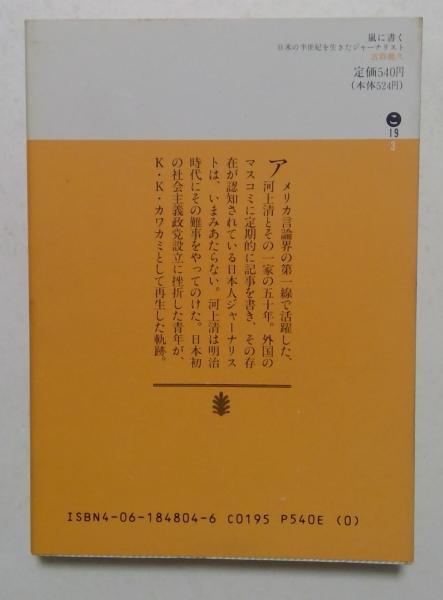 嵐に書く
日米の半世紀を生きたジャーナリスト
古森義久
定価540円
(本体524円)
こ
19
3
アメリカ言論界の第一線で活躍した、
河上清とその一家の五十年。外国の
マスコミに定期的に記事を書き、その存
在が認知されている日本人ジャーナリス
トは、いまみあたらない。河上清は明治
時代にその難事をやってのけた。日本初
の社会主義政党設立に挫折した青年が、
K・K・カワカミとして再生した軌跡。
ISBN4-06-184804-6 C0195 P540E (0)